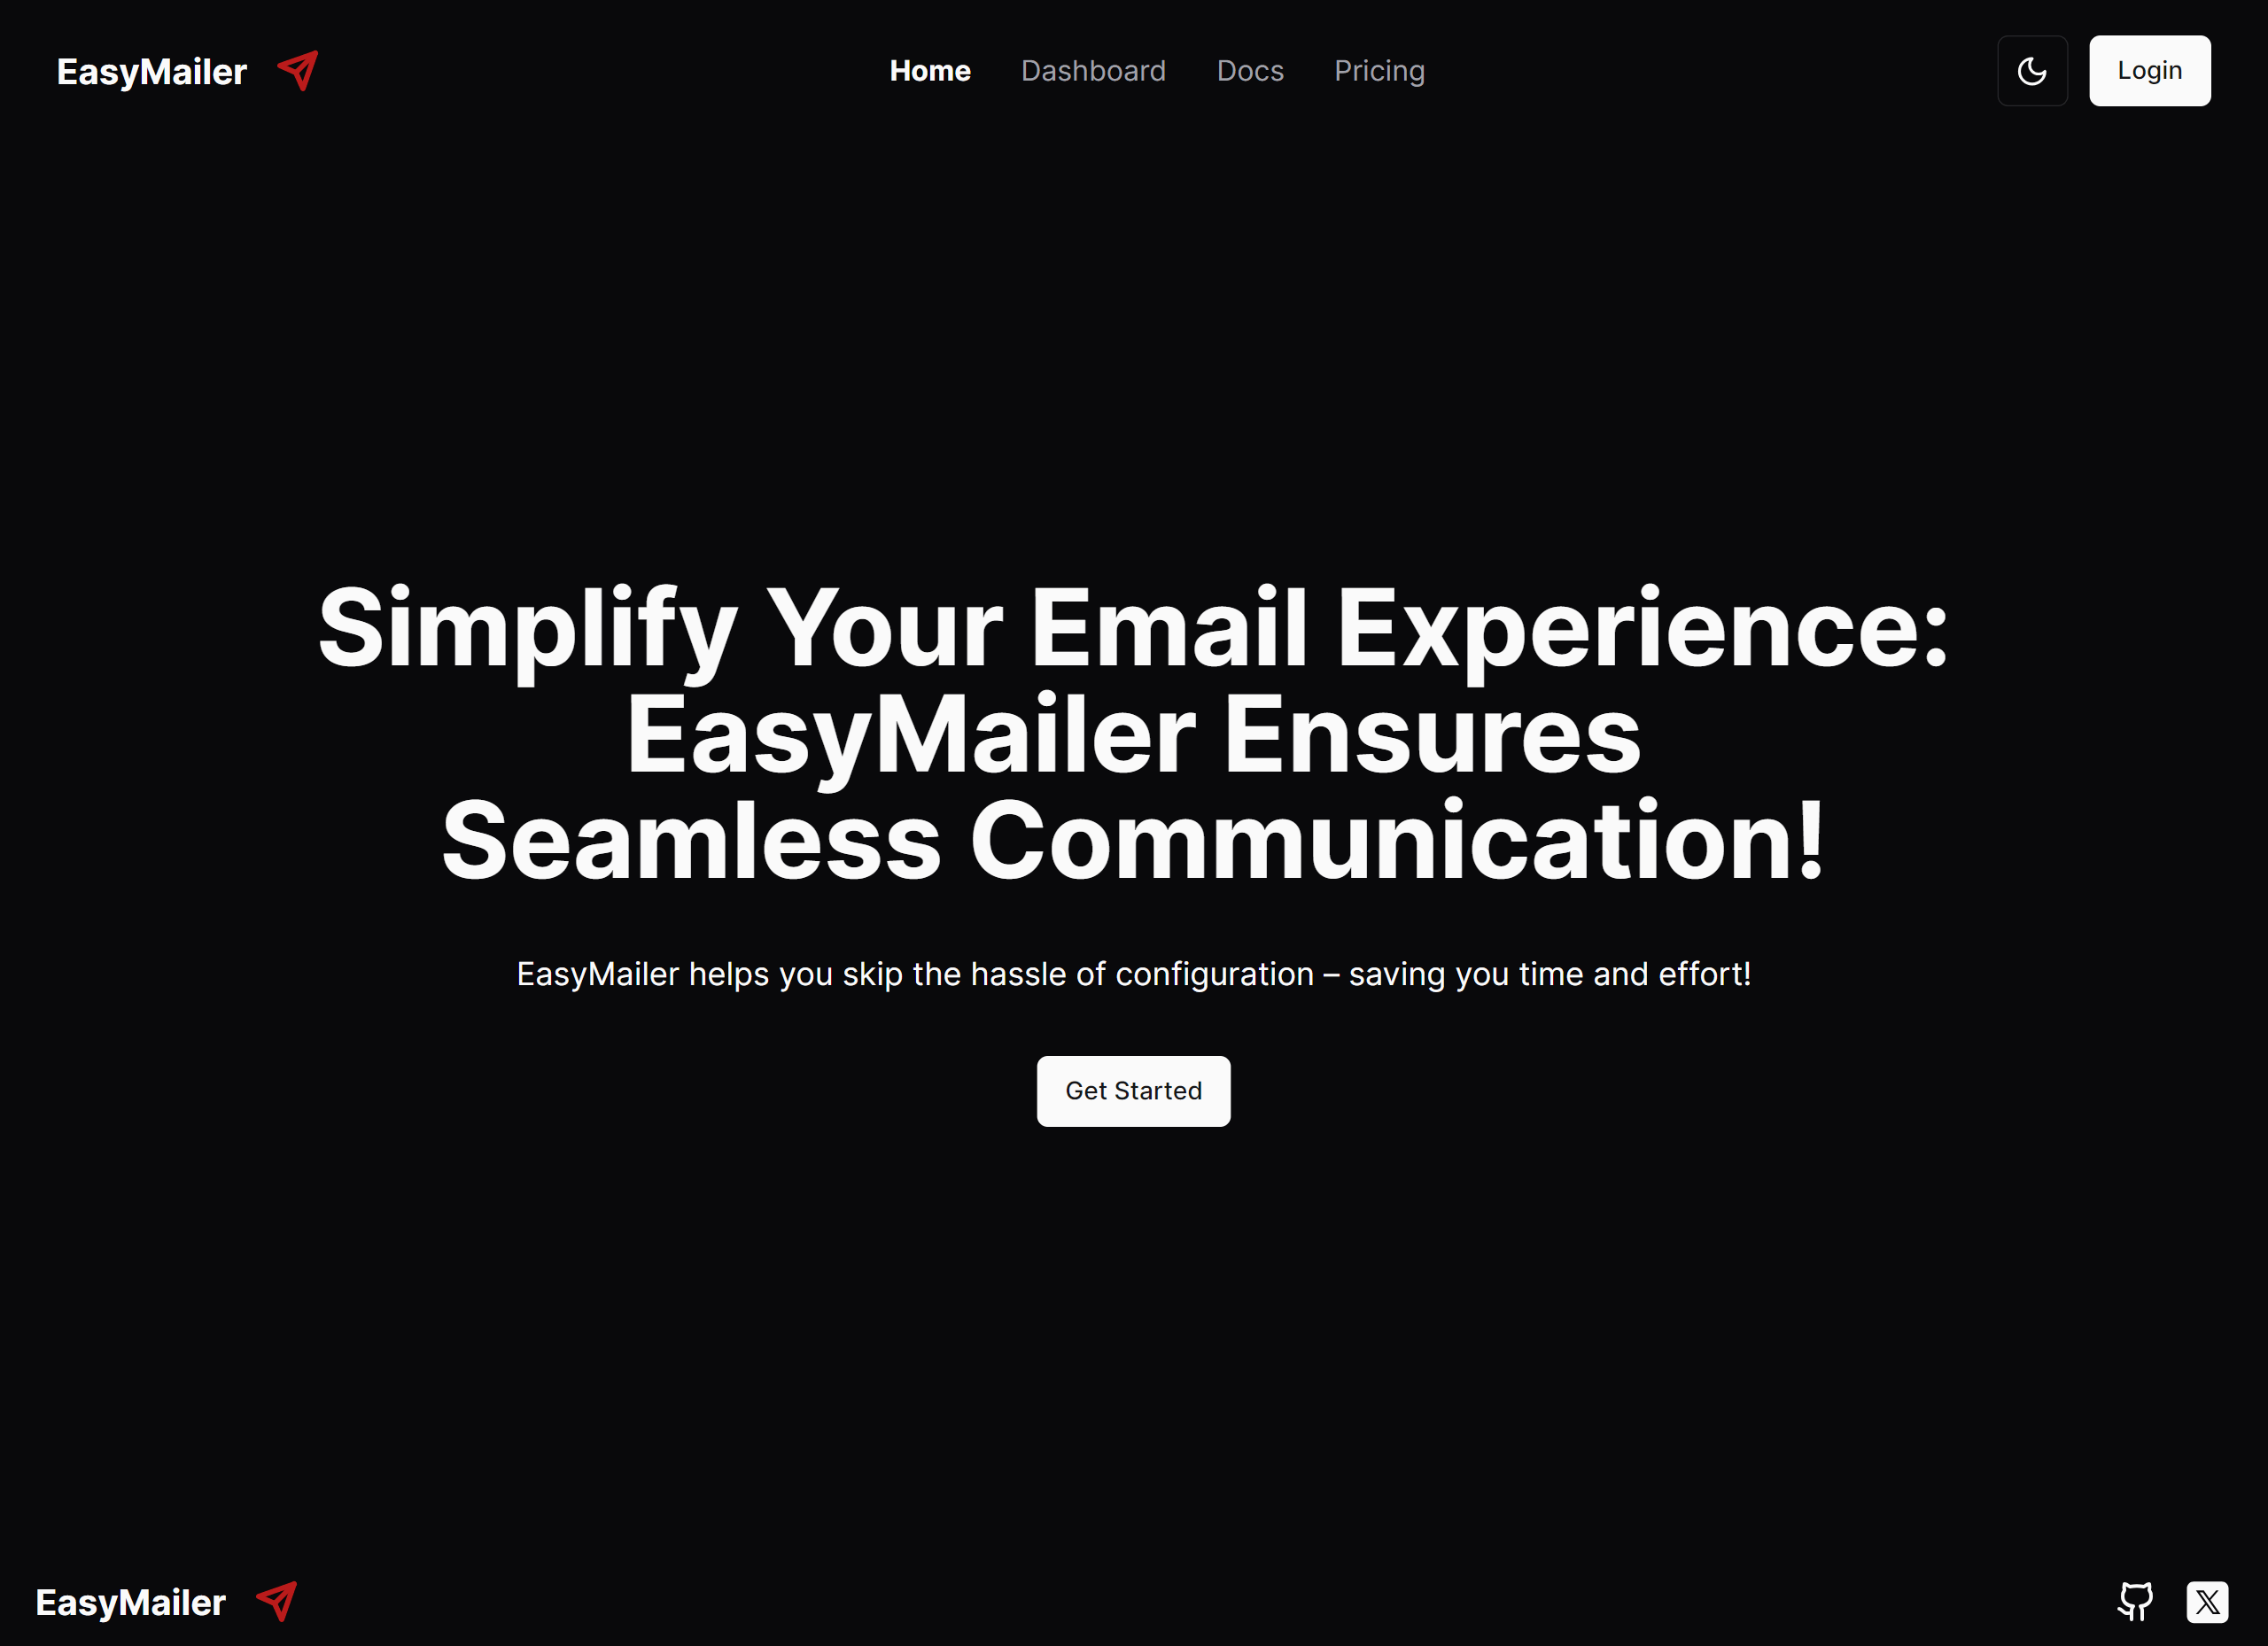 EasyMailer
Home Dashboard Docs Pricing
Login
Simplify Your Email Experience:
EasyMailer Ensures
Seamless Communication!
EasyMailer helps you skip the hassle of configuration – saving you time and effort!
Get Started
EasyMailer